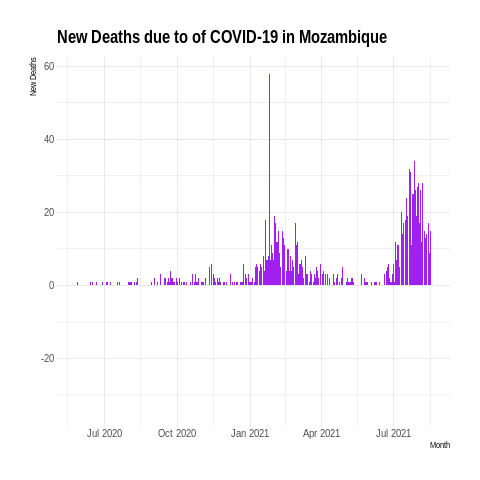 New Deaths due to of COVID-19 in Mozambique
New Deaths
60
40
20
0
-20
Jul 2020 Oct 2020 Jan 2021 Apr 2021 Jul 2021
Month